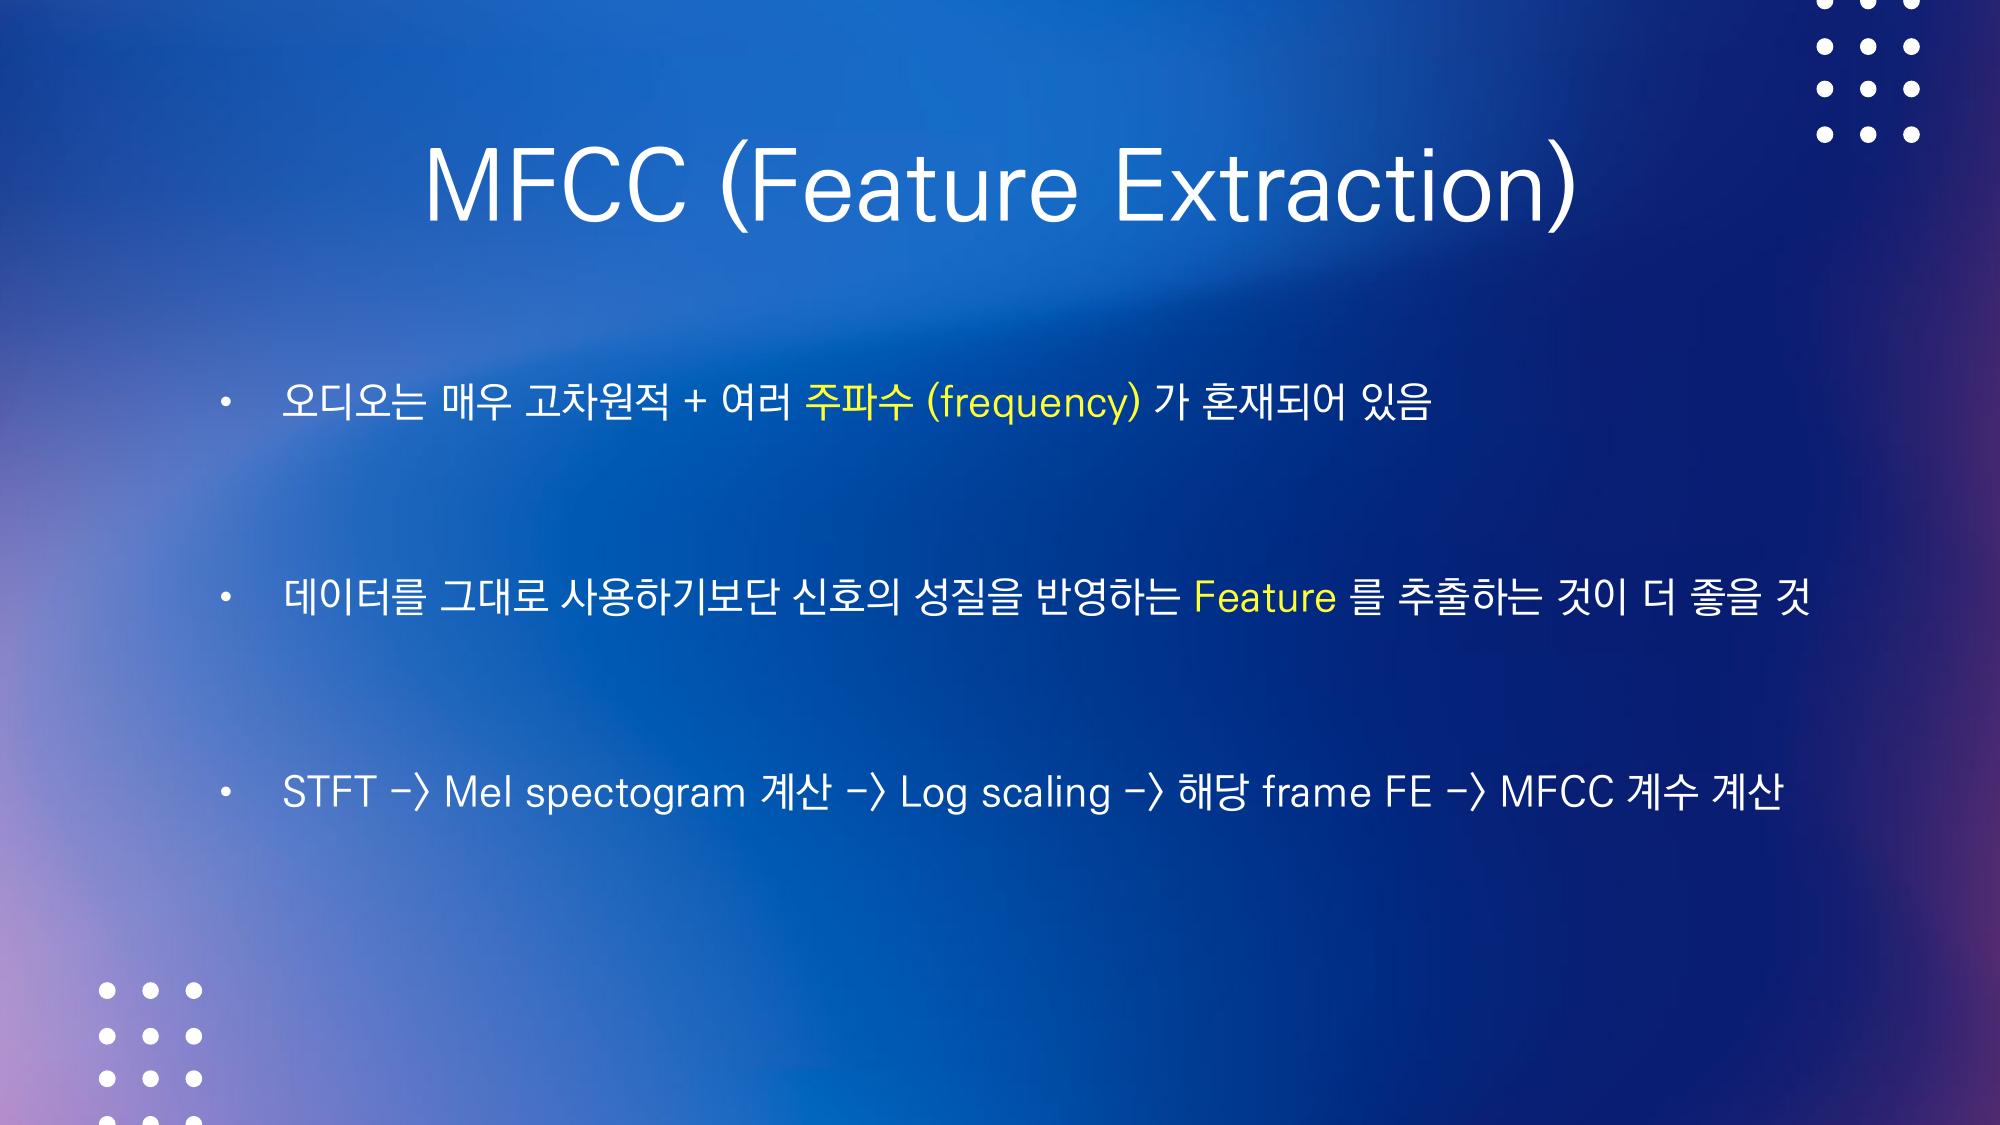 MFCC (Feature Extraction)
• 오디오는 매우 고차원적 + 여러 주파수 (frequency) 가 혼재되어 있음
• 데이터를 그대로 사용하기보단 신호의 성질을 반영하는 Feature 를 추출하는 것이 더 좋을 것
• STFT -> Mel spectogram 계산 -> Log scaling -> 해당 frame FE -> MFCC 계수 계산